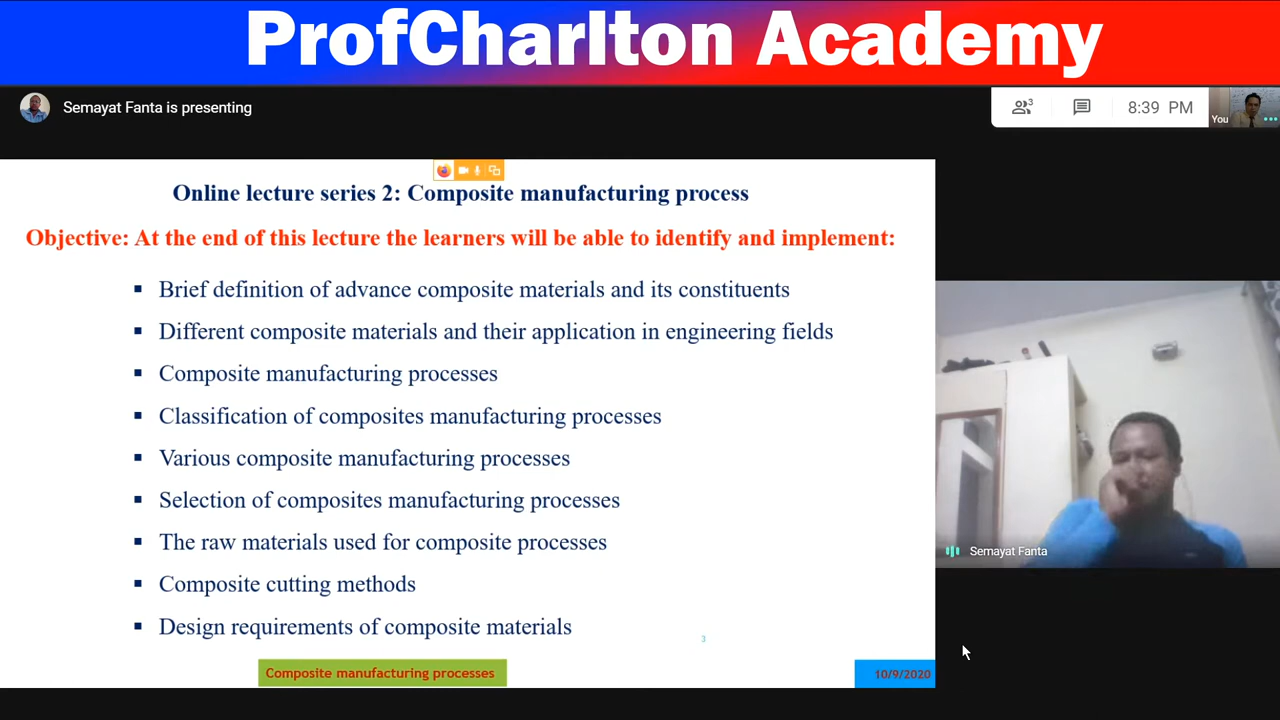 ProfCharlton Academy
Semayat Fanta is presenting
3
8:39 PM
You
Online lecture series 2: Composite manufacturing process
Objective: At the end of this lecture the learners will be able to identify and implement:
▪ Brief definition of advance composite materials and its constituents
▪ Different composite materials and their application in engineering fields
▪ Composite manufacturing processes
▪ Classification of composites manufacturing processes
▪ Various composite manufacturing processes
▪ Selection of composites manufacturing processes
▪ The raw materials used for composite processes
▪ Composite cutting methods
▪ Design requirements of composite materials
3
Composite manufacturing processes
10/9/2020
Semayat Fanta